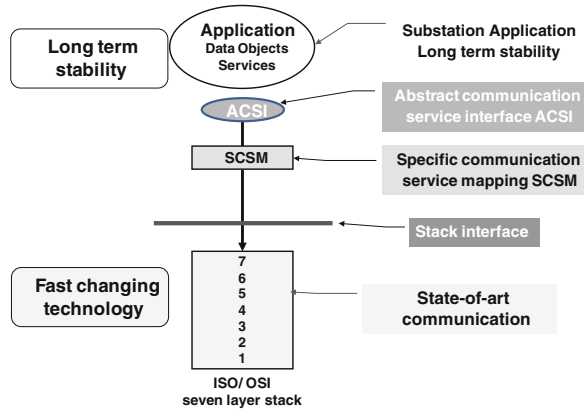 Long term
stability
Application
Data Objects
Services
Substation Application
Long term stability
ACSI
Abstract communication
service interface ACSI
SCSM
Specific communication
service mapping SCSM
Stack interface
Fast changing
technology
7
6
5
4
3
2
1
State-of-art
communication
ISO/ OSI
seven layer stack